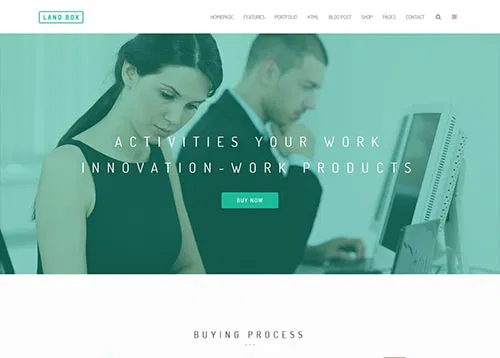 LAND BOX
HOMEPAGE FEATURES PORTFOLIO HTML BLOG POST SHOP PAGES CONTACT
ACTIVITIES YOUR WORK
INNOVATION-WORK PRODUCTS
BUY NOW
BUYING PROCESS